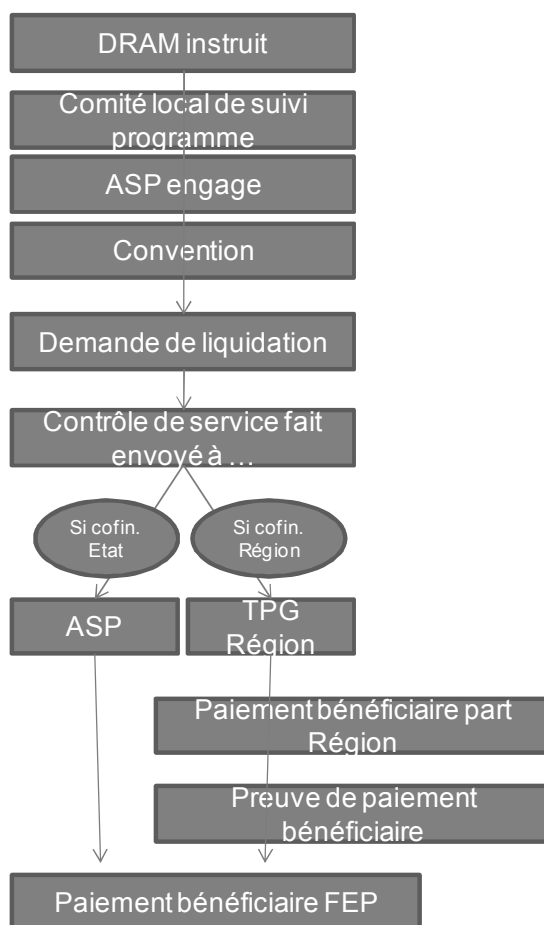 DRAM instruit
Comité local de suivi
programme
ASP engage
Convention
Demande de liquidation
Contrôle de service fait
envoyé à ...
Si cofin.
Etat
Si cofin.
Région
ASP
TPG
Région
Paiement bénéficiaire part
Région
Preuve de paiement
bénéficiaire
Paiement bénéficiaire FEP